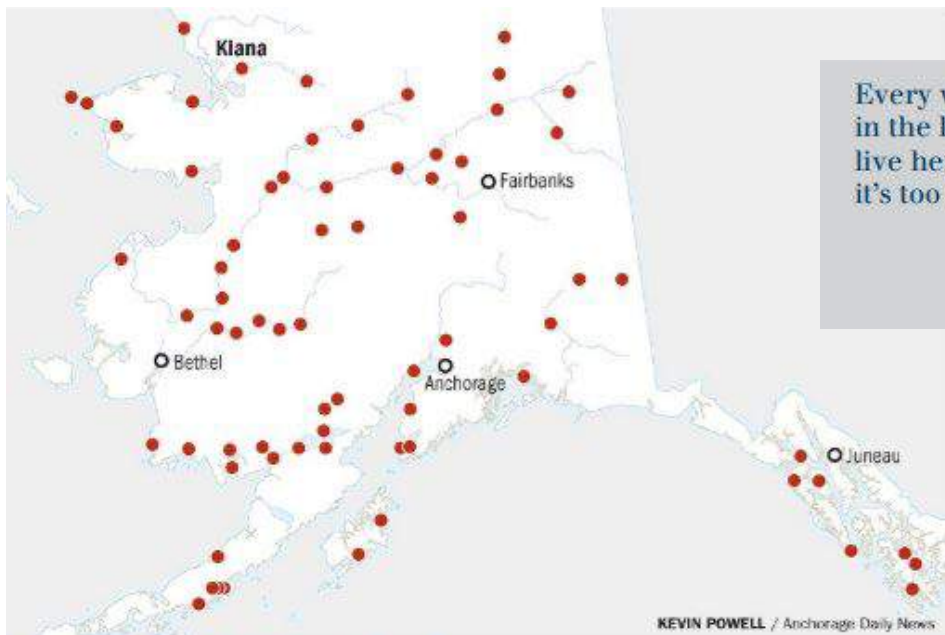 Kiana
Every
in the
live he
it's too
Fairbanks
Bethel
Anchorage
Juneau
KEVIN POWELL / Anchorage Daily News